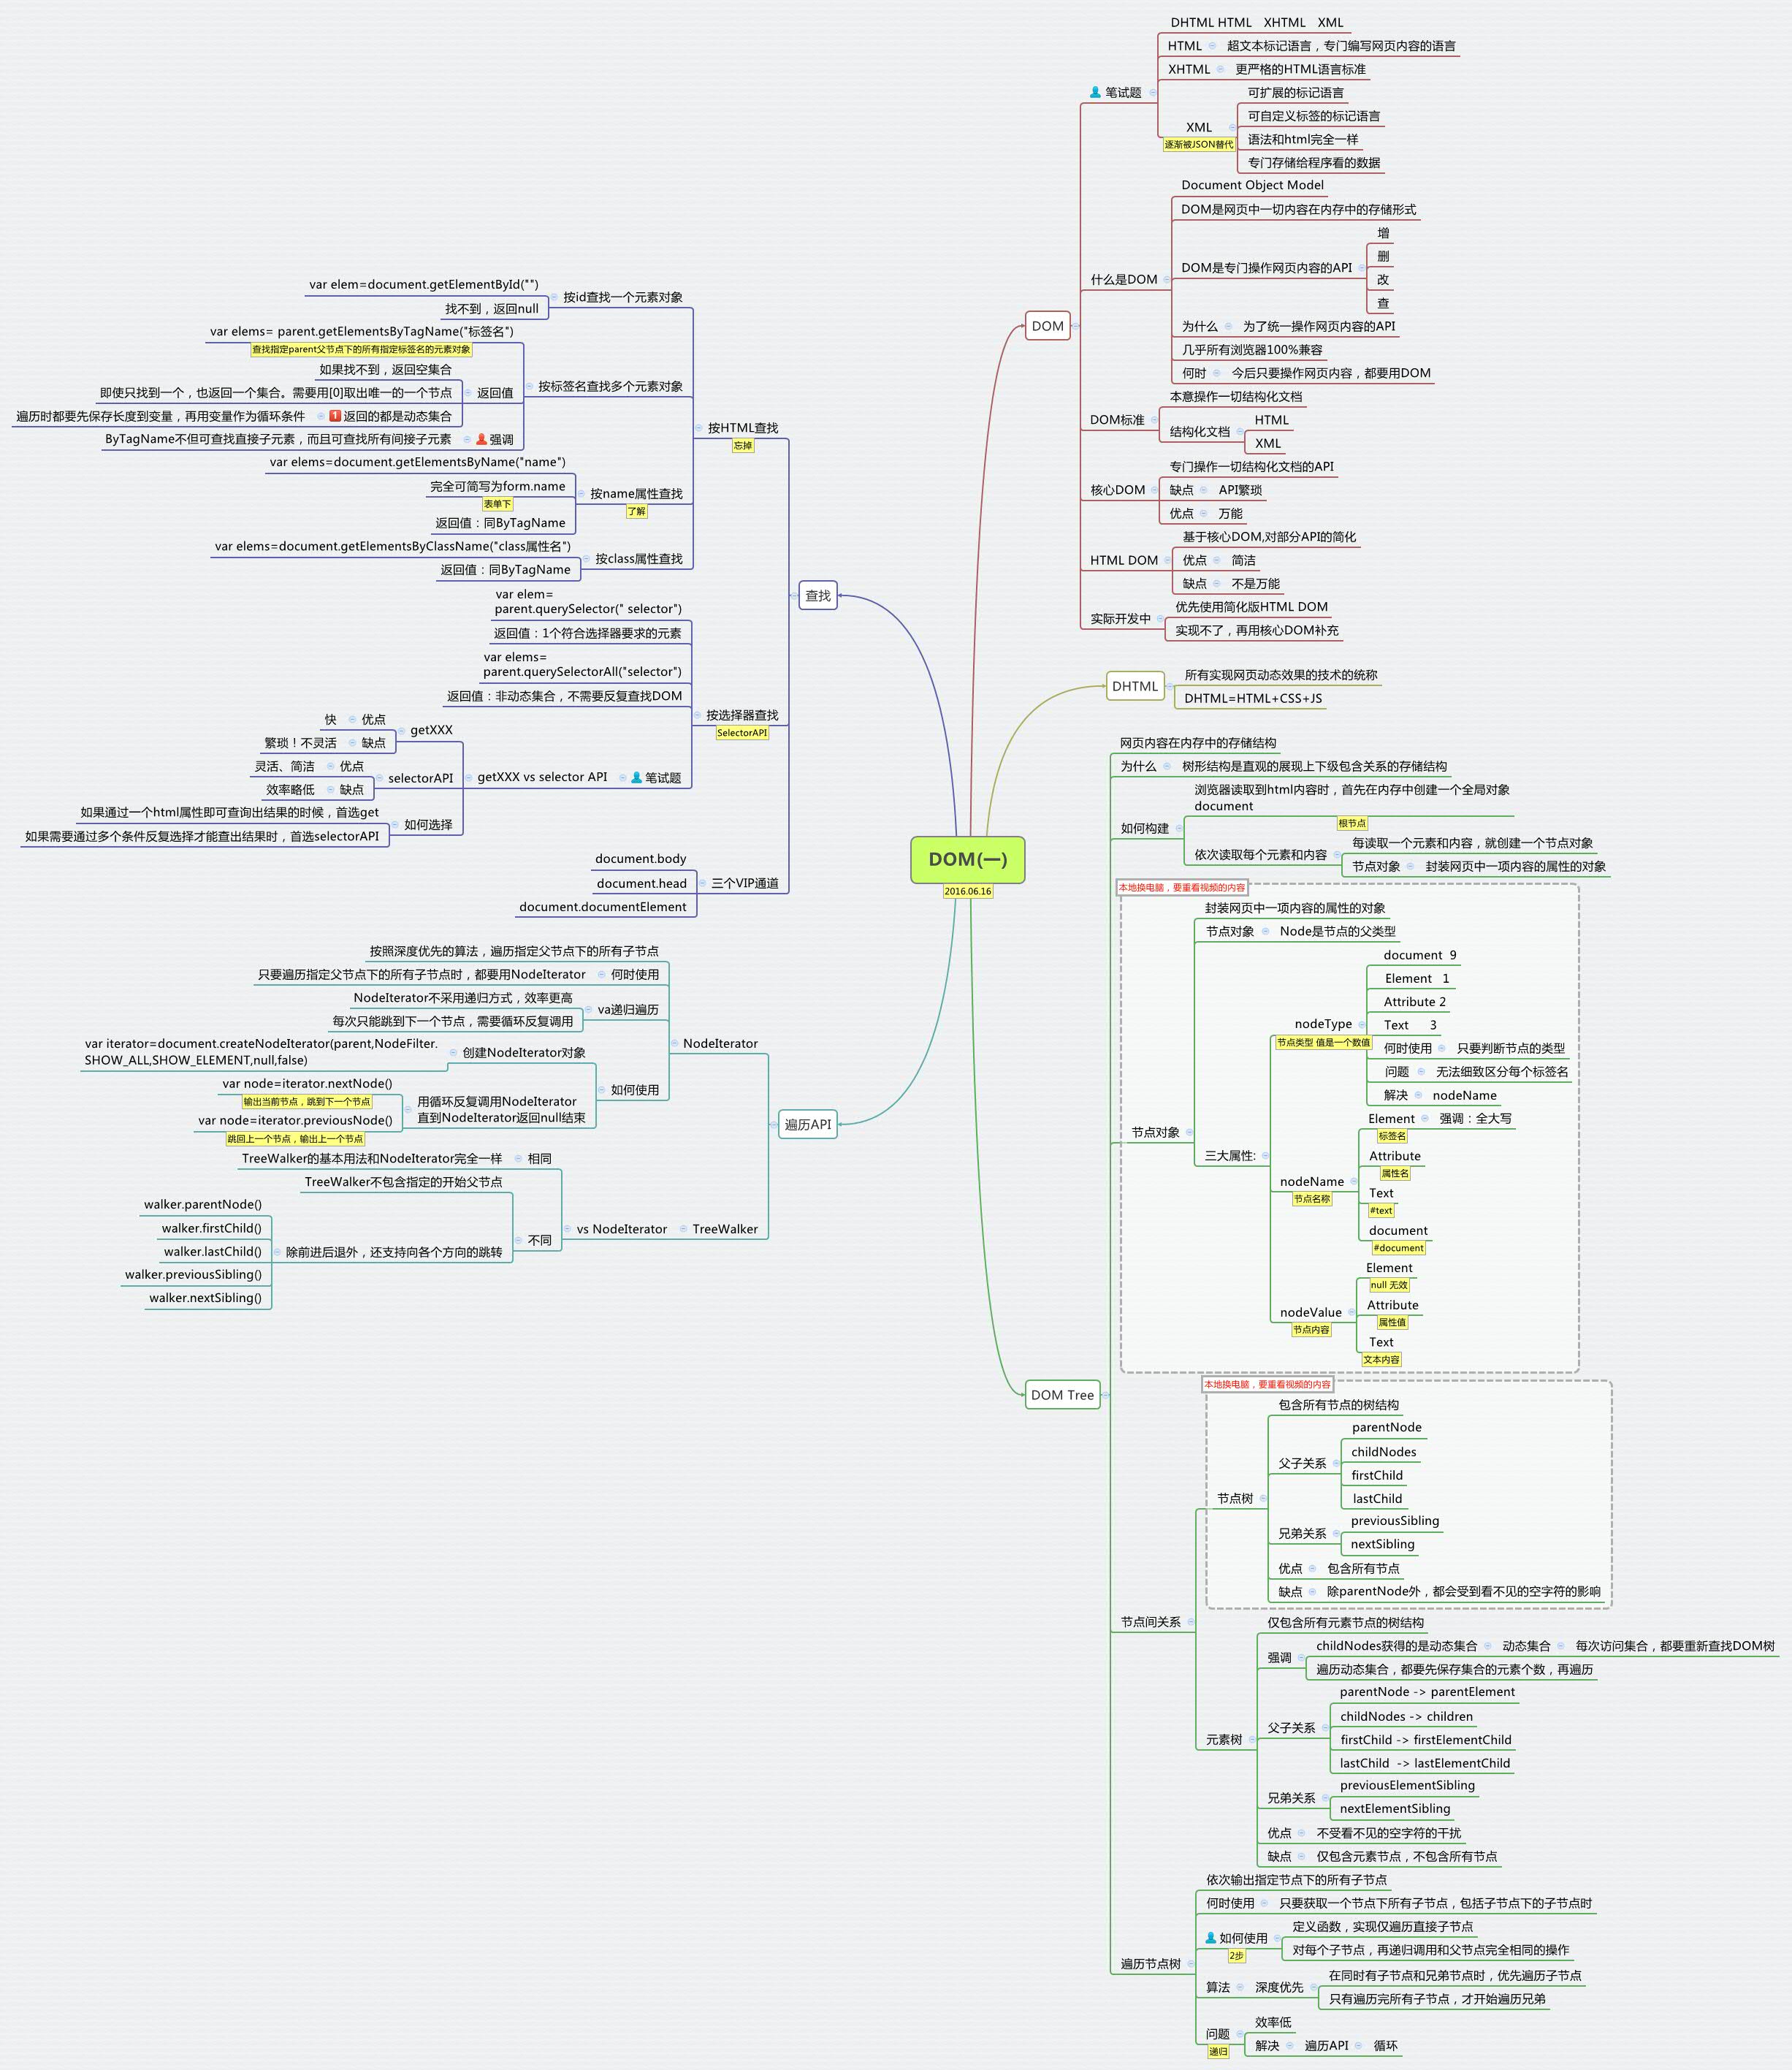 DOM(一)
2016.06.16
DOM
笔试题
DHTML HTML XHTML XML
HTML 超文本标记语言，专门编写网页内容的语言
XHTML 更严格的HTML语言标准
XML
逐渐被JSON替代
可扩展的标记语言
可自定义标签的标记语言
语法和html完全一样
专门存储给程序看的数据
什么是DOM
Document Object Model
DOM是网页中一切内容在内存中的存储形式
DOM是专门操作网页内容的API
增
删
改
查
为什么 为了统一操作网页内容的API
几乎所有浏览器100%兼容
何时 今后只要操作网页内容，都要用DOM
DOM标准
本意操作一切结构化文档
结构化文档
HTML
XML
核心DOM
专门操作一切结构化文档的API
缺点 API繁琐
优点 万能
HTML DOM
基于核心DOM,对部分API的简化
优点 简洁
缺点 不是万能
实际开发中
优先使用简化版HTML DOM
实现不了，再用核心DOM补充
DHTML
所有实现网页动态效果的技术的统称
DHTML=HTML+CSS+JS
DOM Tree
网页内容在内存中的存储结构
为什么 树形结构是直观的展现上下级包含关系的存储结构
如何构建
浏览器读取到html内容时，首先在内存中创建一个全局对象
document
根节点
依次读取每个元素和内容
每读取一个元素和内容，就创建一个节点对象
节点对象 封装网页中一项内容的属性的对象
本地换电脑，要重看视频的内容
节点对象
封装网页中一项内容的属性的对象
节点对象 Node是节点的父类型
三大属性:
nodeType
节点类型 值是一个数值
document 9
Element 1
Attribute 2
Text 3
何时使用 只要判断节点的类型
问题 无法细致区分每个标签名
解决 nodeName
nodeName
节点名称
Element 强调：全大写
标签名
Attribute
属性名
Text
#text
document
#document
nodeValue
节点内容
Element
null 无效
Attribute
属性值
Text
文本内容
节点间关系
本地换电脑，要重看视频的内容
节点树
包含所有节点的树结构
父子关系
parentNode
childNodes
firstChild
lastChild
兄弟关系
previousSibling
nextSibling
优点 包含所有节点
缺点 除parentNode外，都会受到看不见的空字符的影响
元素树
仅包含所有元素节点的树结构
强调
childNodes获得的是动态集合 动态集合 每次访问集合，都要重新查找DOM树
遍历动态集合，都要先保存集合的元素个数，再遍历
父子关系
parentNode -> parentElement
childNodes -> children
firstChild -> firstElementChild
lastChild -> lastElementChild
兄弟关系
previousElementSibling
nextElementSibling
优点 不受看不见的空字符的干扰
缺点 仅包含元素节点，不包含所有节点
遍历节点树
依次输出指定节点下的所有子节点
何时使用 只要获取一个节点下所有子节点，包括子节点下的子节点时
如何使用
2步
定义函数，实现仅遍历直接子节点
对每个子节点，再递归调用和父节点完全相同的操作
算法 深度优先
在同时有子节点和兄弟节点时，优先遍历子节点
只有遍历完所有子节点，才开始遍历兄弟
问题
递归
效率低
解决 遍历API 循环
查找
按HTML查找
忘掉
按id查找一个元素对象
var elem=document.getElementById("")
找不到，返回null
按标签名查找多个元素对象
var elems= parent.getElementsByTagName("标签名")
查找指定parent父节点下的所有指定标签名的元素对象
返回值
如果找不到，返回空集合
即使只找到一个，也返回一个集合。需要用[0]取出唯一的一个节点
遍历时都要先保存长度到变量，再用变量作为循环条件 1 返回的都是动态集合
ByTagName不但可查找直接子元素，而且可查找所有间接子元素 强调
按name属性查找
了解
var elems=document.getElementsByName("name")
完全可简写为form.name
表单下
返回值：同ByTagName
按class属性查找
var elems=document.getElementsByClassName("class属性名")
返回值：同ByTagName
按选择器查找
SelectorAPI
var elem=
parent.querySelector(" selector")
返回值：1个符合选择器要求的元素
var elems=
parent.querySelectorAll("selector")
返回值：非动态集合，不需要反复查找DOM
getXXX vs selector API 笔试题
getXXX
快 优点
繁琐！不灵活 缺点
selectorAPI
灵活、简洁 优点
效率略低 缺点
如何选择
如果通过一个html属性即可查询出结果的时候，首选get
如果需要通过多个条件反复选择才能查出结果时，首选selectorAPI
三个VIP通道
document.body
document.head
document.documentElement
遍历API
NodeIterator
按照深度优先的算法，遍历指定父节点下的所有子节点
只要遍历指定父节点下的所有子节点时，都要用NodeIterator 何时使用
va递归遍历
NodeIterator不采用递归方式，效率更高
每次只能跳到下一个节点，需要循环反复调用
如何使用
创建NodeIterator对象
var iterator=document.createNodeIterator(parent,NodeFilter.
SHOW_ALL,SHOW_ELEMENT,null,false)
用循环反复调用NodeIterator
直到NodeIterator返回null结束
var node=iterator.nextNode()
输出当前节点，跳到下一个节点
var node=iterator.previousNode()
跳回上一个节点，输出上一个节点
vs NodeIterator TreeWalker
TreeWalker的基本用法和NodeIterator完全一样 相同
不同
TreeWalker不包含指定的开始父节点
除前进后退外，还支持向各个方向的跳转
walker.parentNode()
walker.firstChild()
walker.lastChild()
walker.previousSibling()
walker.nextSibling()